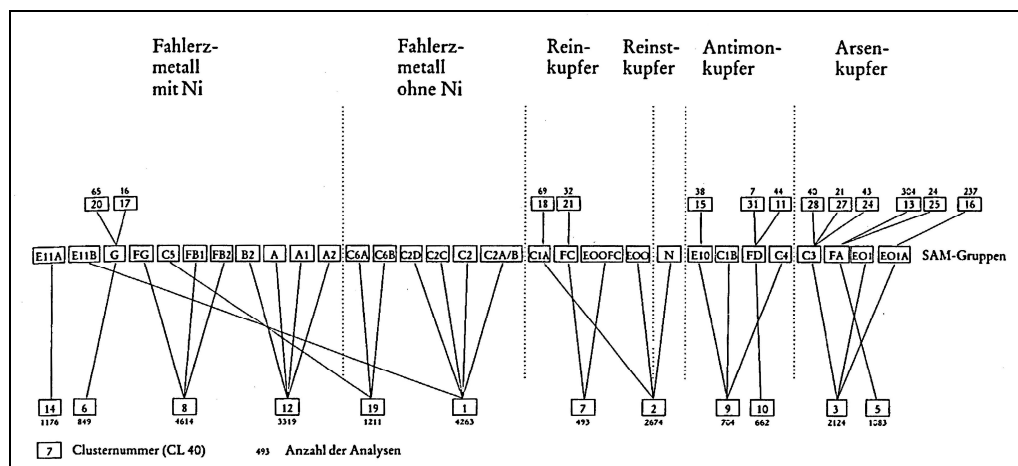 Fahlerz- Fahlerz- Rein- Reinst- Antimon- Arsen-
metall metall kupfer kupfer kupfer kupfer
mit Ni ohne Ni
65 16 69 32 38 7 44 40 21 43 304 24 237
20 17 18 21 15 31 11 28 27 24 13 25 16
E11A E11B G FG C5 FB1 FB2 B2 A A1 A2 C6A C6B C2D C2C C2 C2A/B C1A FC EOOFC EOO N E10 C1B FD C4 C3 FA EO1 EO1A SAM-Gruppen
14 6 8 12 19 1 7 2 9 10 3 5
1176 849 4614 3319 1211 4263 493 2674 704 662 2124 1083
7 Clusternummer (CL 40) 493 Anzahl der Analysen